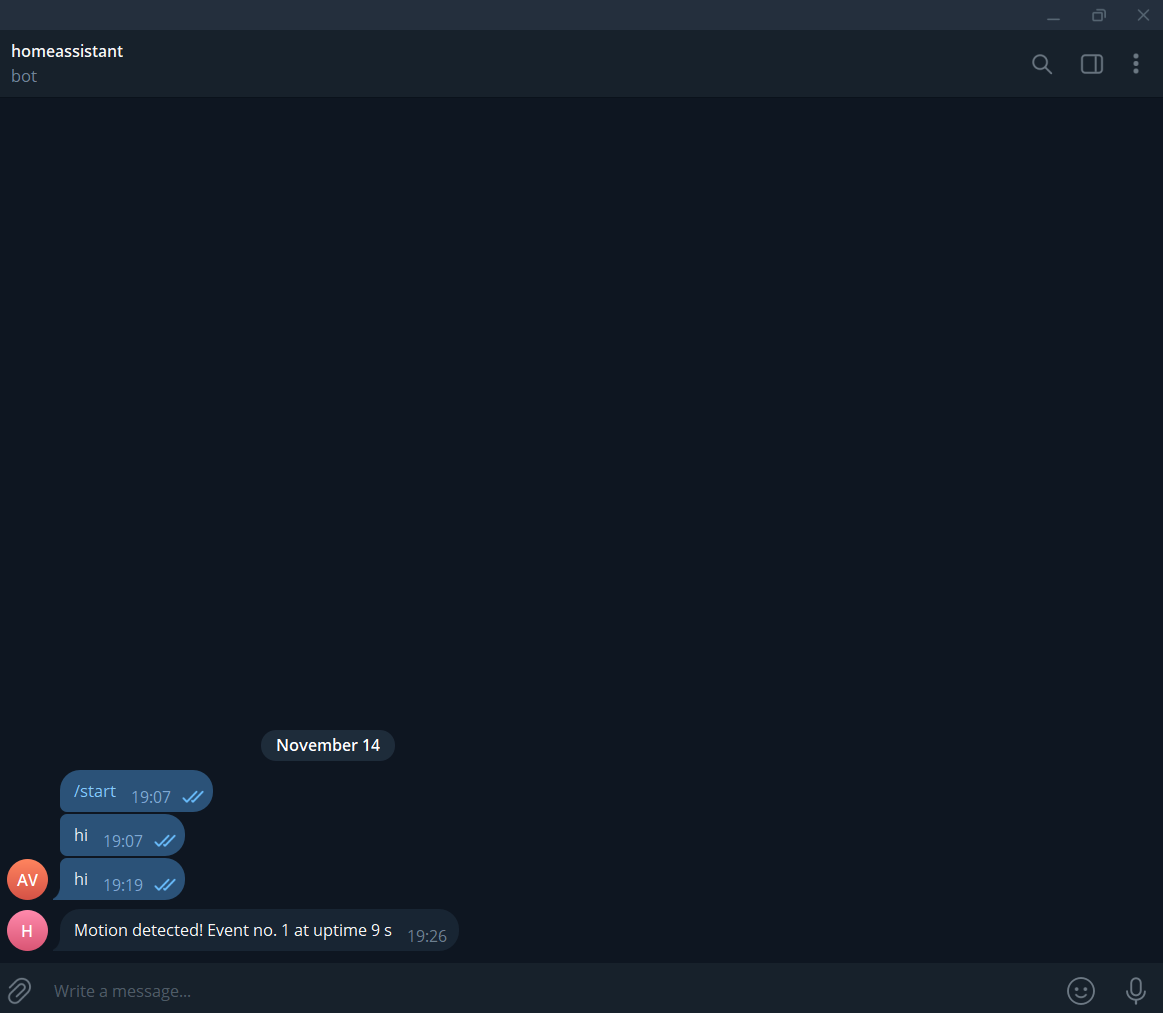 homeassistant
bot
November 14
/start 19:07
hi 19:07
hi 19:19
AV
Motion detected! Event no. 1 at uptime 9 s 19:26
H
Write a message...